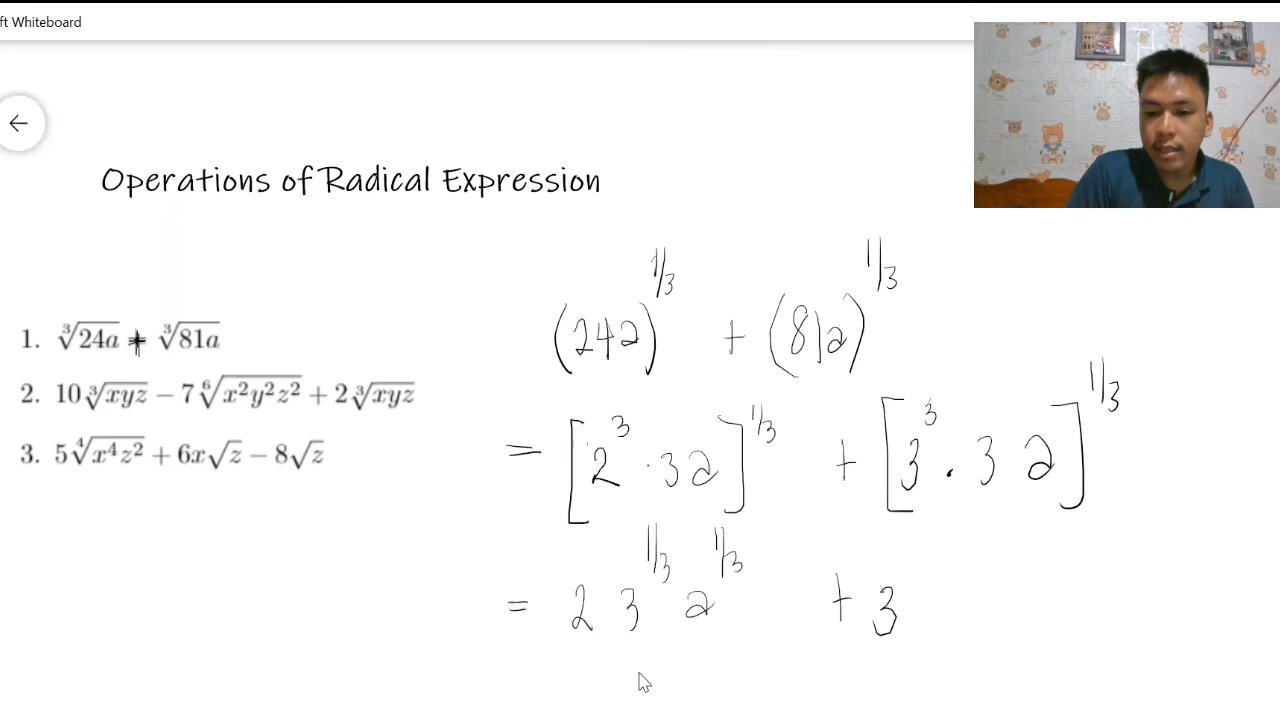 ft Whiteboard
Operations of Radical Expression
1. ∛24a + ∛81a
2. 10∛xyz − 7⁶√x²y²z² + 2∛xyz
3. 5∜x⁴z² + 6x√z − 8√z
(24a)^1/3 + (81a)^1/3
= [2³ · 3a]^1/3 + [3³ · 3a]^1/3
= 2 3^1/3 a^1/3 + 3